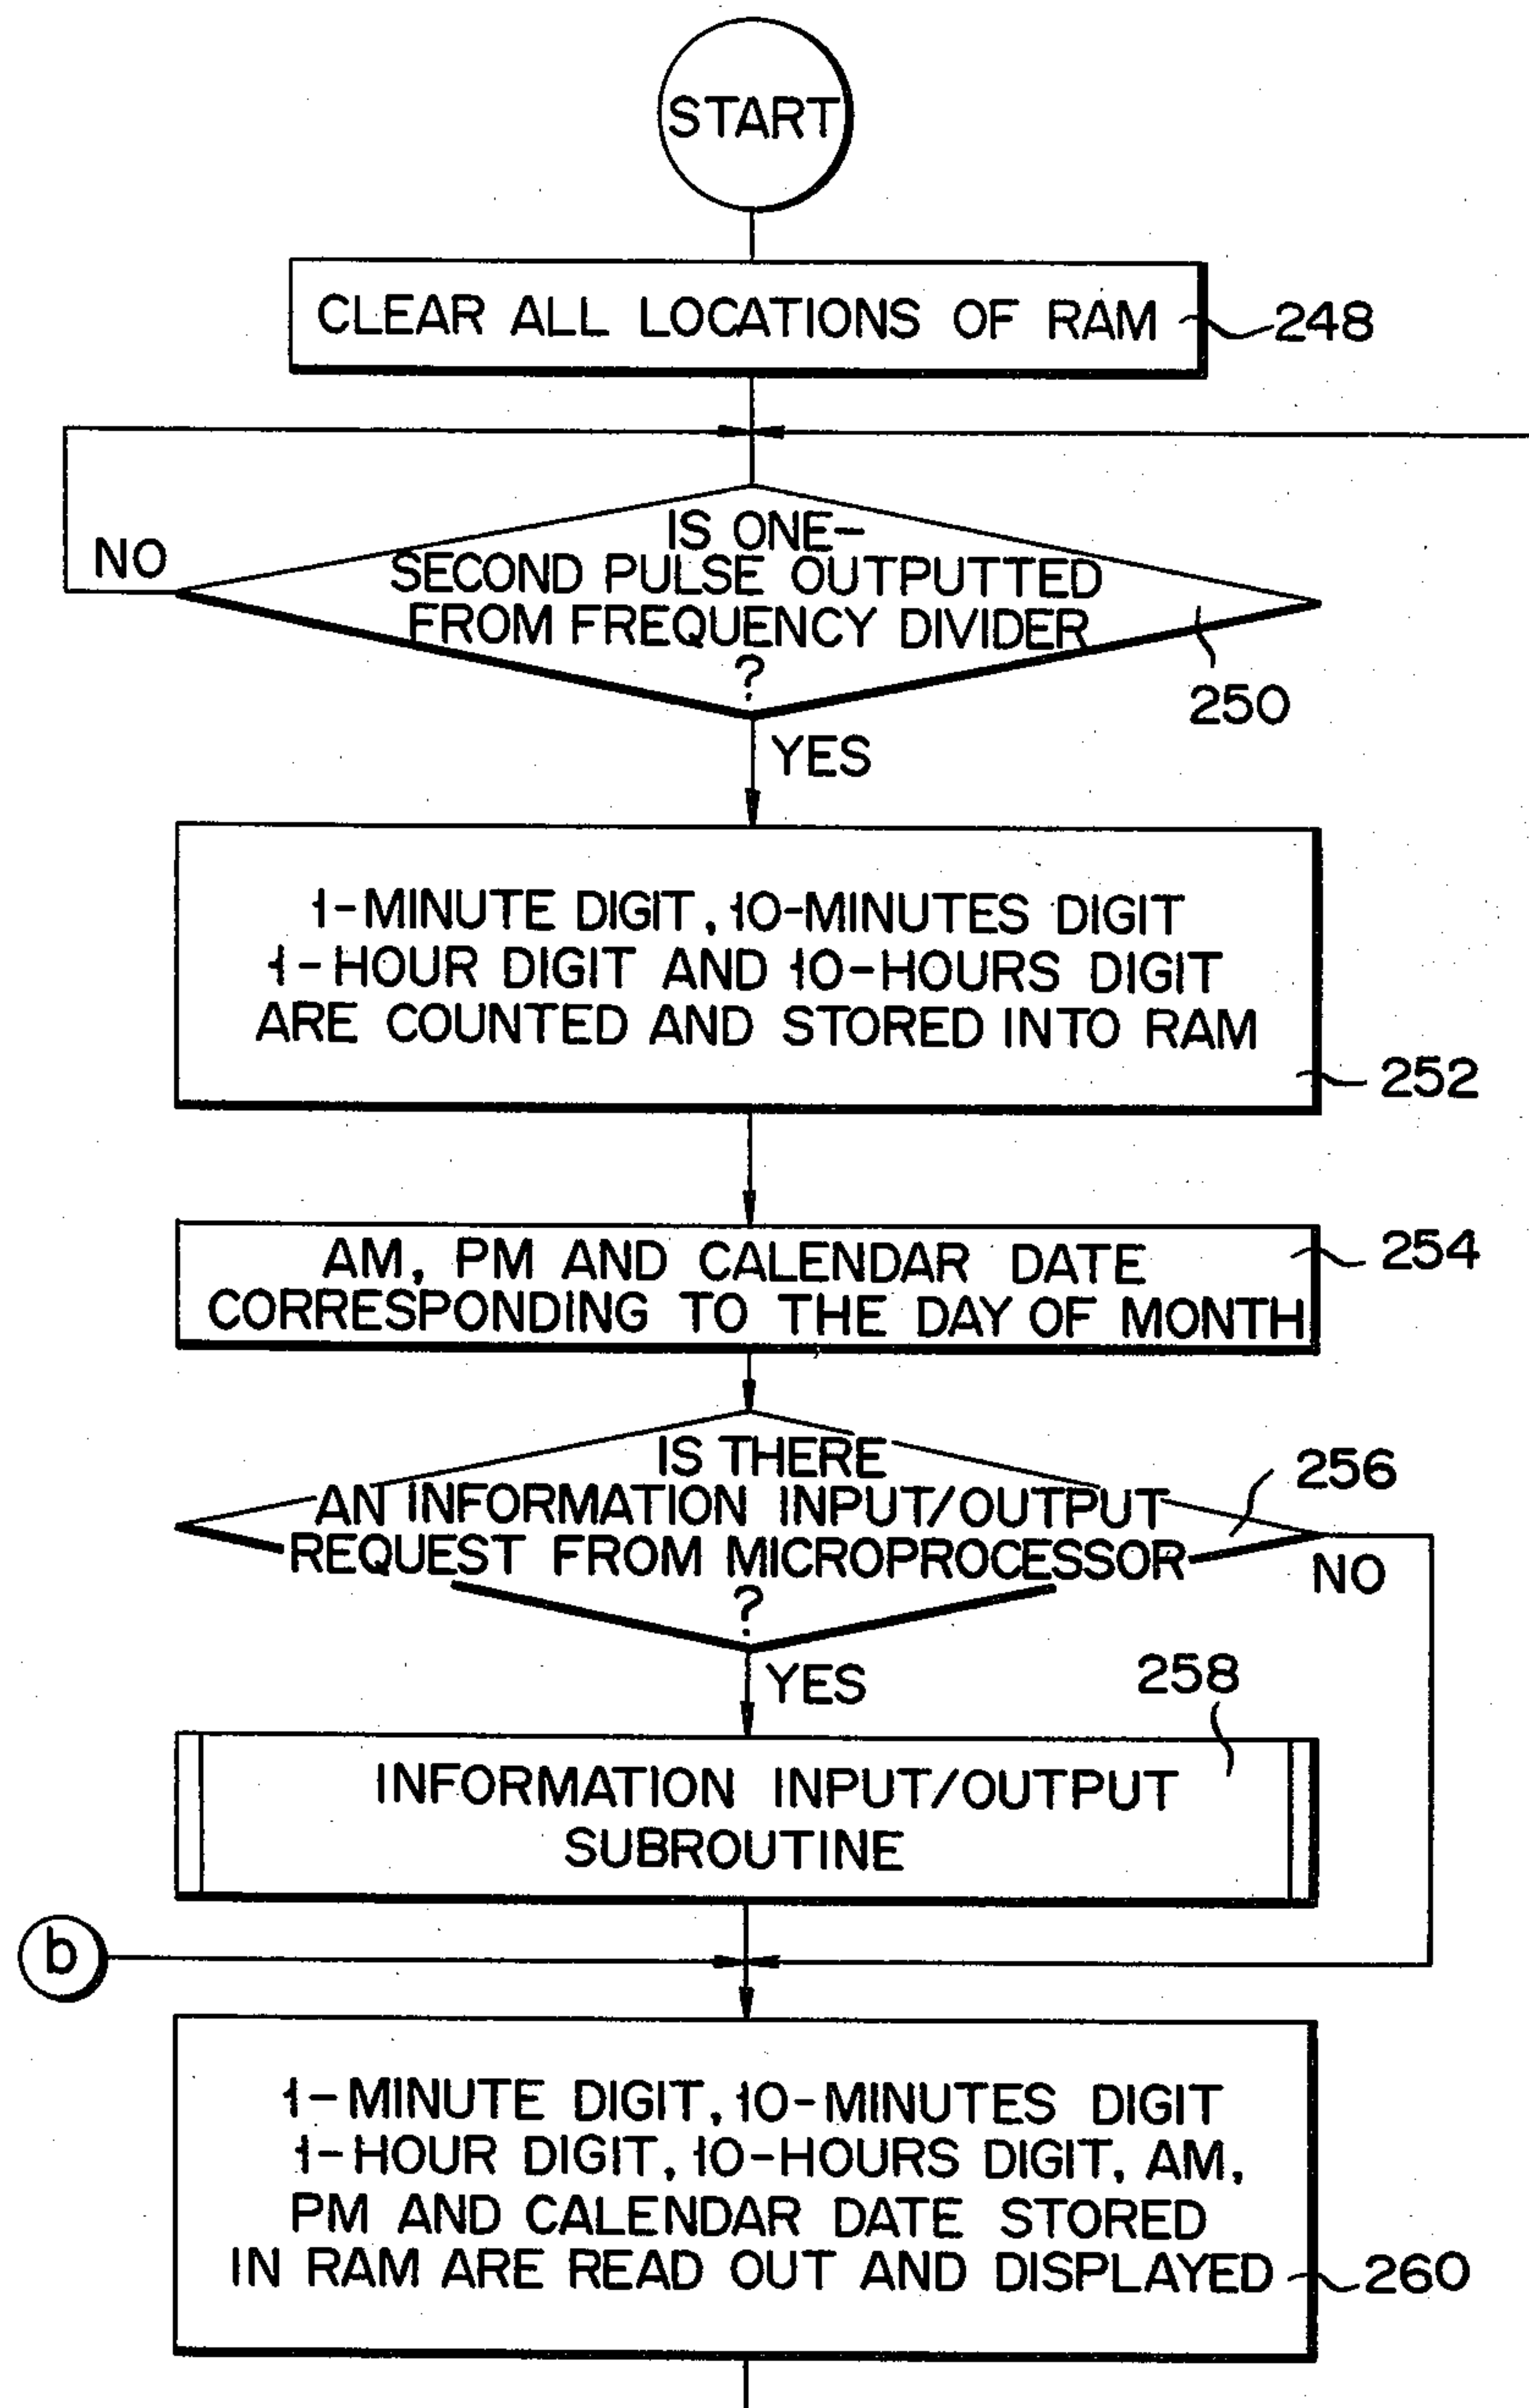 START
CLEAR ALL LOCATIONS OF RAM
248
NO
IS ONE-
SECOND PULSE OUTPUTTED
FROM FREQUENCY DIVIDER
?
250
YES
1-MINUTE DIGIT, 10-MINUTES DIGIT
1-HOUR DIGIT AND 10-HOURS DIGIT
ARE COUNTED AND STORED INTO RAM
252
AM, PM AND CALENDAR DATE
CORRESPONDING TO THE DAY OF MONTH
254
IS THERE
AN INFORMATION INPUT/OUTPUT
REQUEST FROM MICROPROCESSOR
?
256
NO
YES
258
INFORMATION INPUT/OUTPUT
SUBROUTINE
b
1-MINUTE DIGIT, 10-MINUTES DIGIT
1-HOUR DIGIT, 10-HOURS DIGIT, AM,
PM AND CALENDAR DATE STORED
IN RAM ARE READ OUT AND DISPLAYED
260